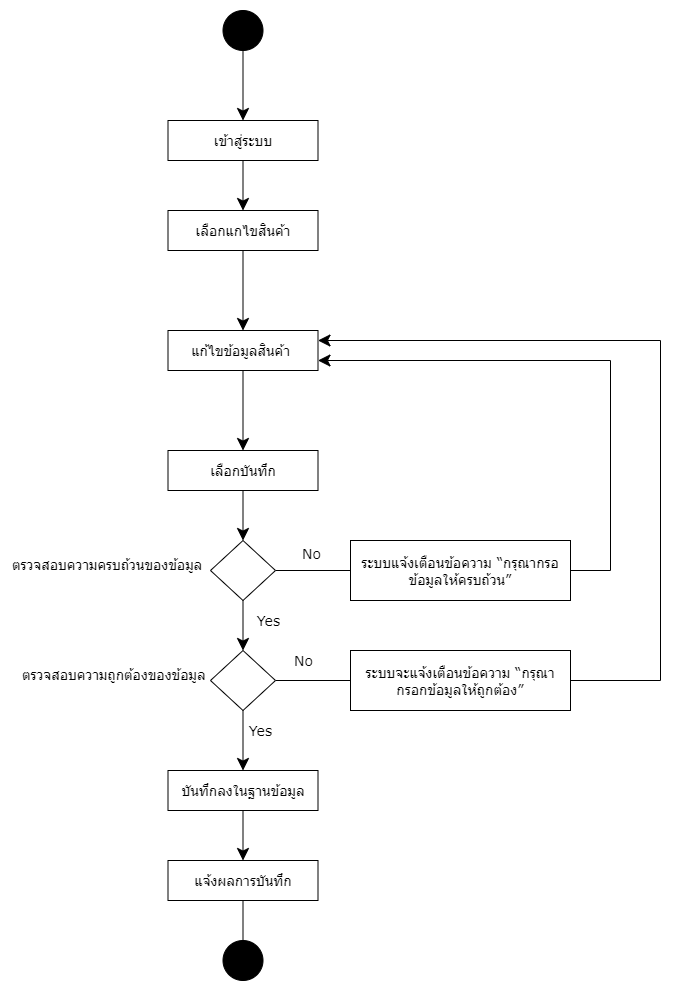 เข้าสู่ระบบ
เลือกแก้ไขสินค้า
แก้ไขข้อมูลสินค้า
เลือกบันทึก
ตรวจสอบความครบถ้วนของข้อมูล
No
ระบบแจ้งเตือนข้อความ “กรุณากรอ
ข้อมูลให้ครบถ้วน”
Yes
ตรวจสอบความถูกต้องของข้อมูล
No
ระบบจะแจ้งเตือนข้อความ “กรุณา
กรอกข้อมูลให้ถูกต้อง”
Yes
บันทึกลงในฐานข้อมูล
แจ้งผลการบันทึก